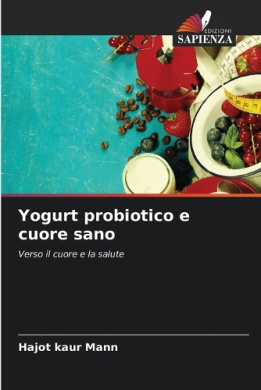 EDIZIONI
SAPIENZA
Yogurt probiotico e
cuore sano
Verso il cuore e la salute
Hajot kaur Mann